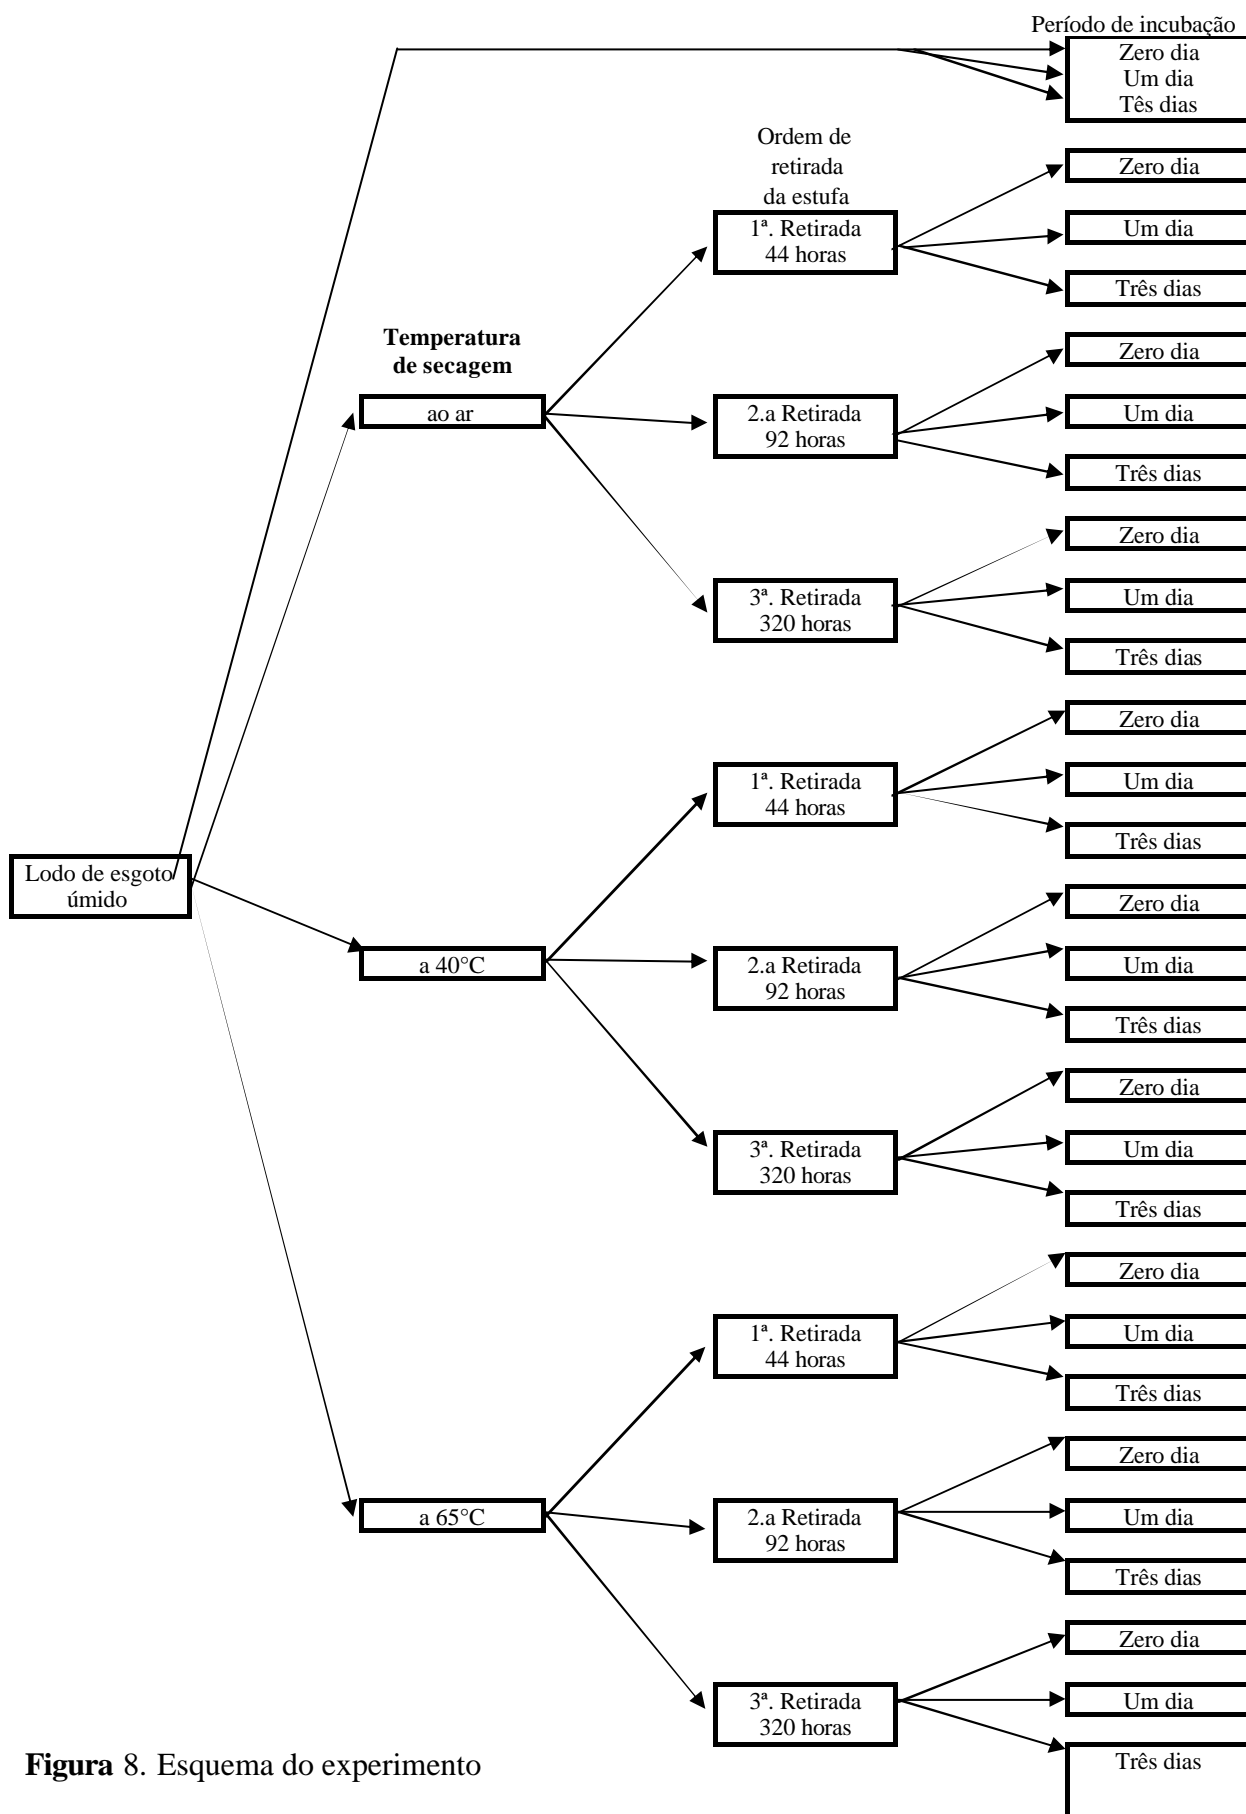 Período de incubação
Zero dia
Um dia
Tês dias
Ordem de
retirada
da estufa
Zero dia
1ª. Retirada
44 horas
Um dia
Três dias
Temperatura
de secagem
ao ar
Zero dia
2.a Retirada
92 horas
Um dia
Três dias
Zero dia
3ª. Retirada
320 horas
Um dia
Três dias
Zero dia
1ª. Retirada
44 horas
Um dia
Três dias
Lodo de esgoto
úmido
a 40°C
Zero dia
2.a Retirada
92 horas
Um dia
Três dias
Zero dia
3ª. Retirada
320 horas
Um dia
Três dias
Zero dia
1ª. Retirada
44 horas
Um dia
Três dias
a 65°C
Zero dia
2.a Retirada
92 horas
Um dia
Três dias
Zero dia
3ª. Retirada
320 horas
Um dia
Três dias
Figura 8. Esquema do experimento